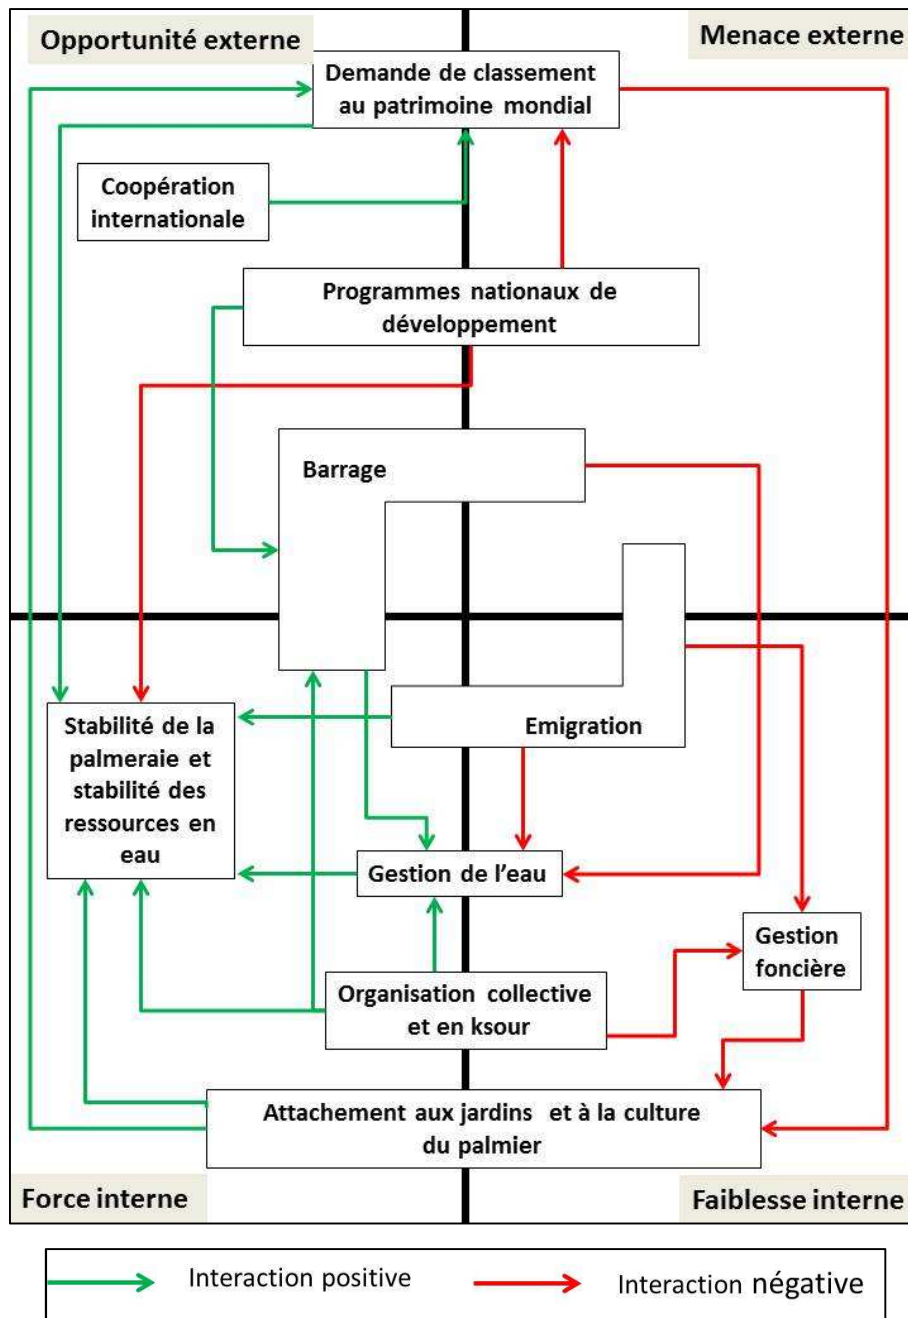 Opportunité externe
Menace externe
Demande de classement
au patrimoine mondial
Coopération
internationale
Programmes nationaux de
développement
Barrage
Emigration
Stabilité de la
palmeraie et
stabilité des
ressources en
eau
Gestion de l'eau
Gestion
foncière
Organisation collective
et en ksour
Attachement aux jardins et à la culture
du palmier
Force interne
Faiblesse interne
Interaction positive
Interaction négative